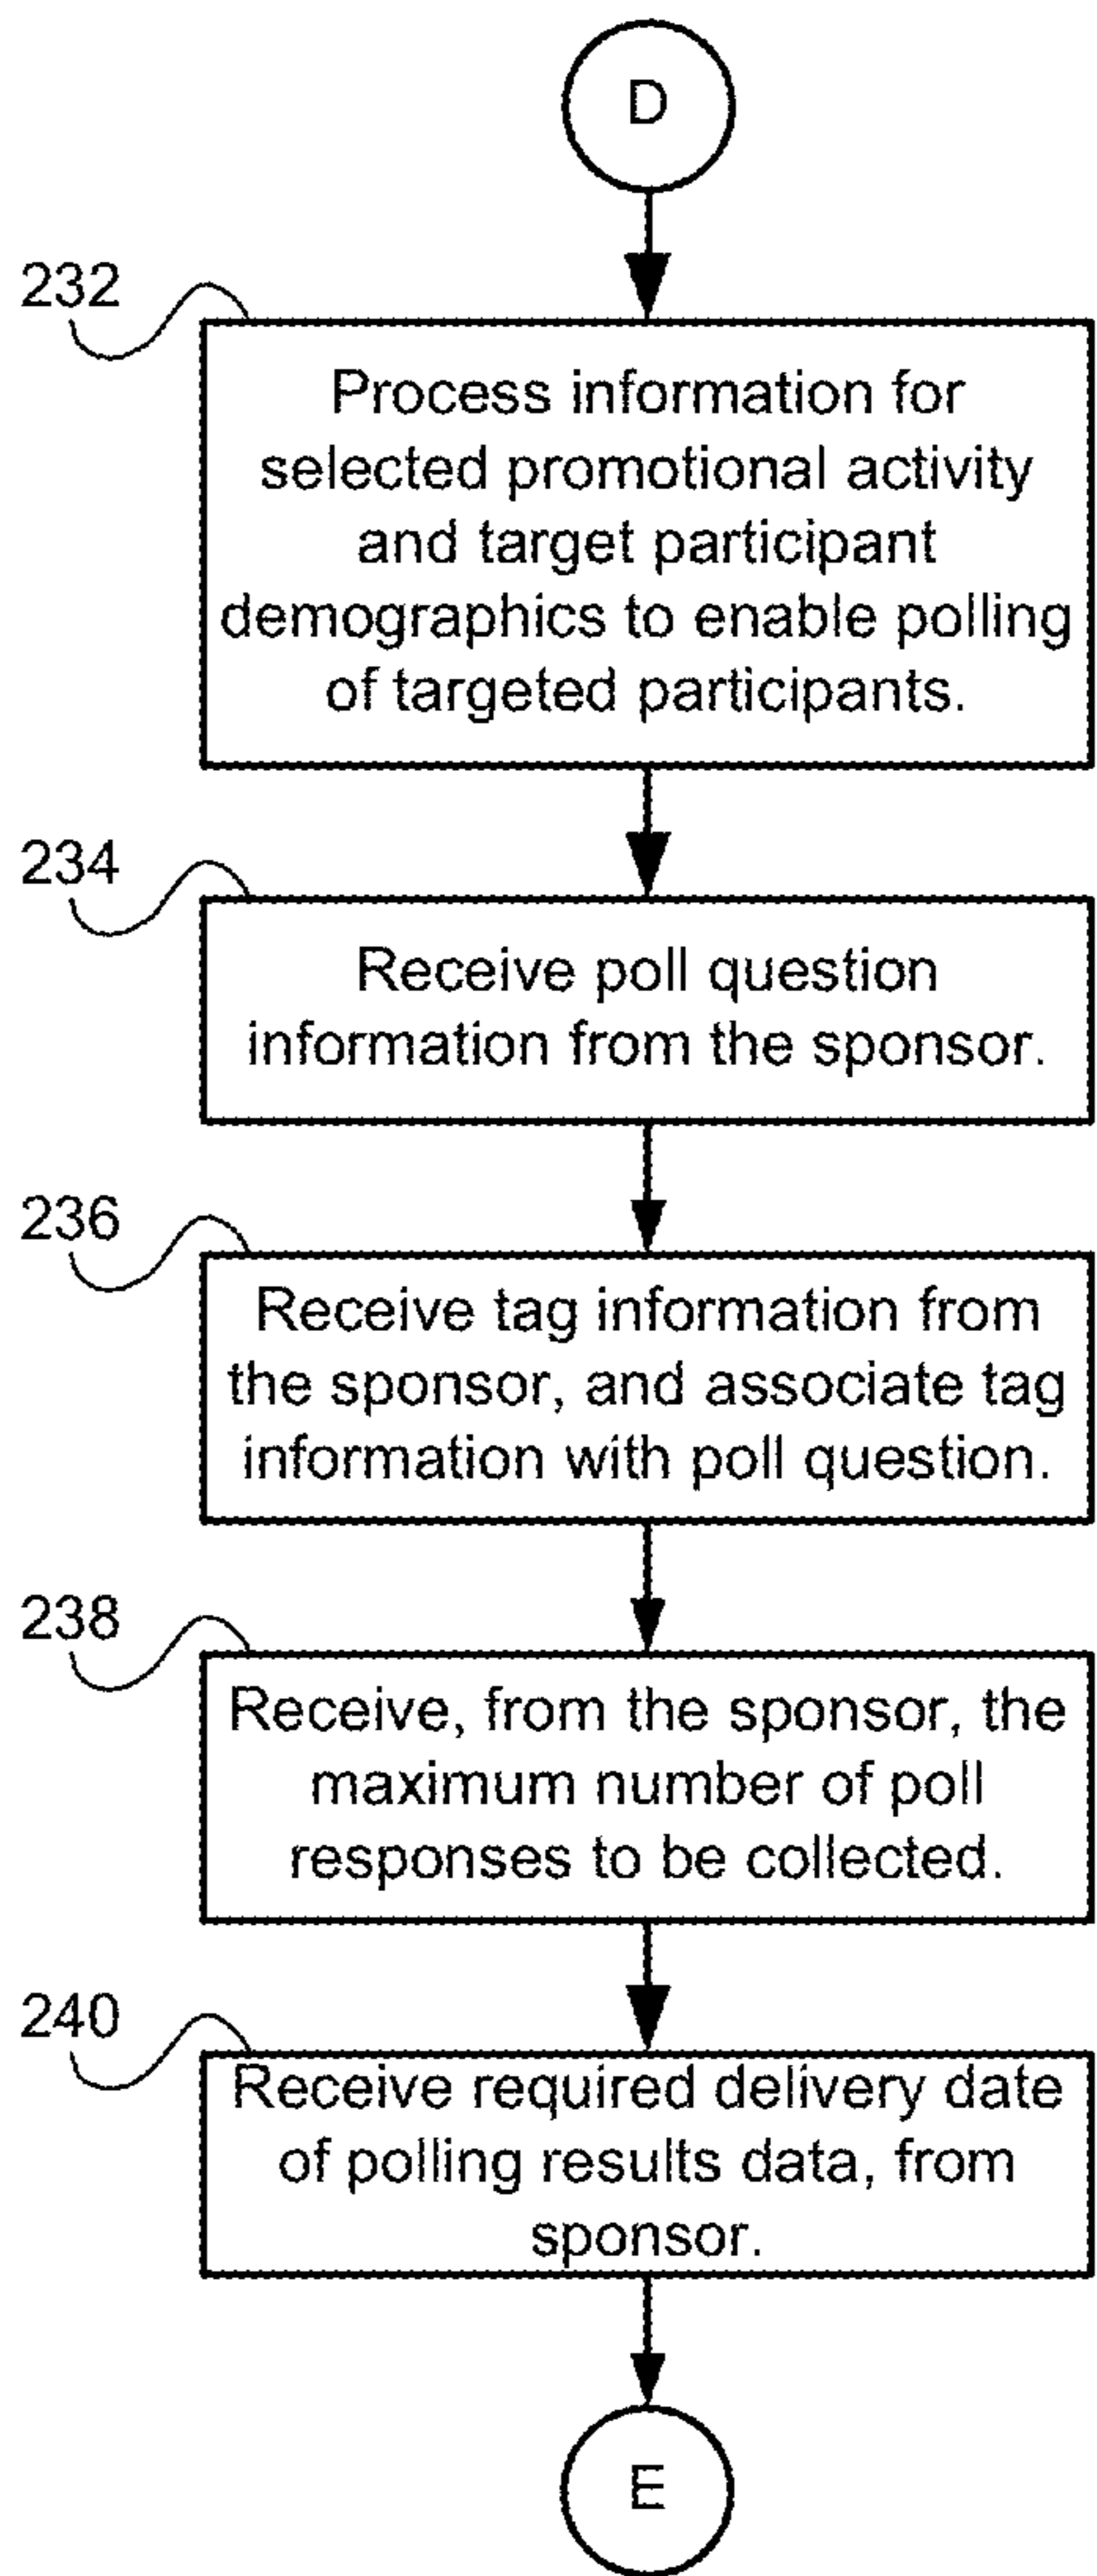 D
232
Process information for
selected promotional activity
and target participant
demographics to enable polling
of targeted participants.
234
Receive poll question
information from the sponsor.
236
Receive tag information from
the sponsor, and associate tag
information with poll question.
238
Receive, from the sponsor, the
maximum number of poll
responses to be collected.
240
Receive required delivery date
of polling results data, from
sponsor.
E